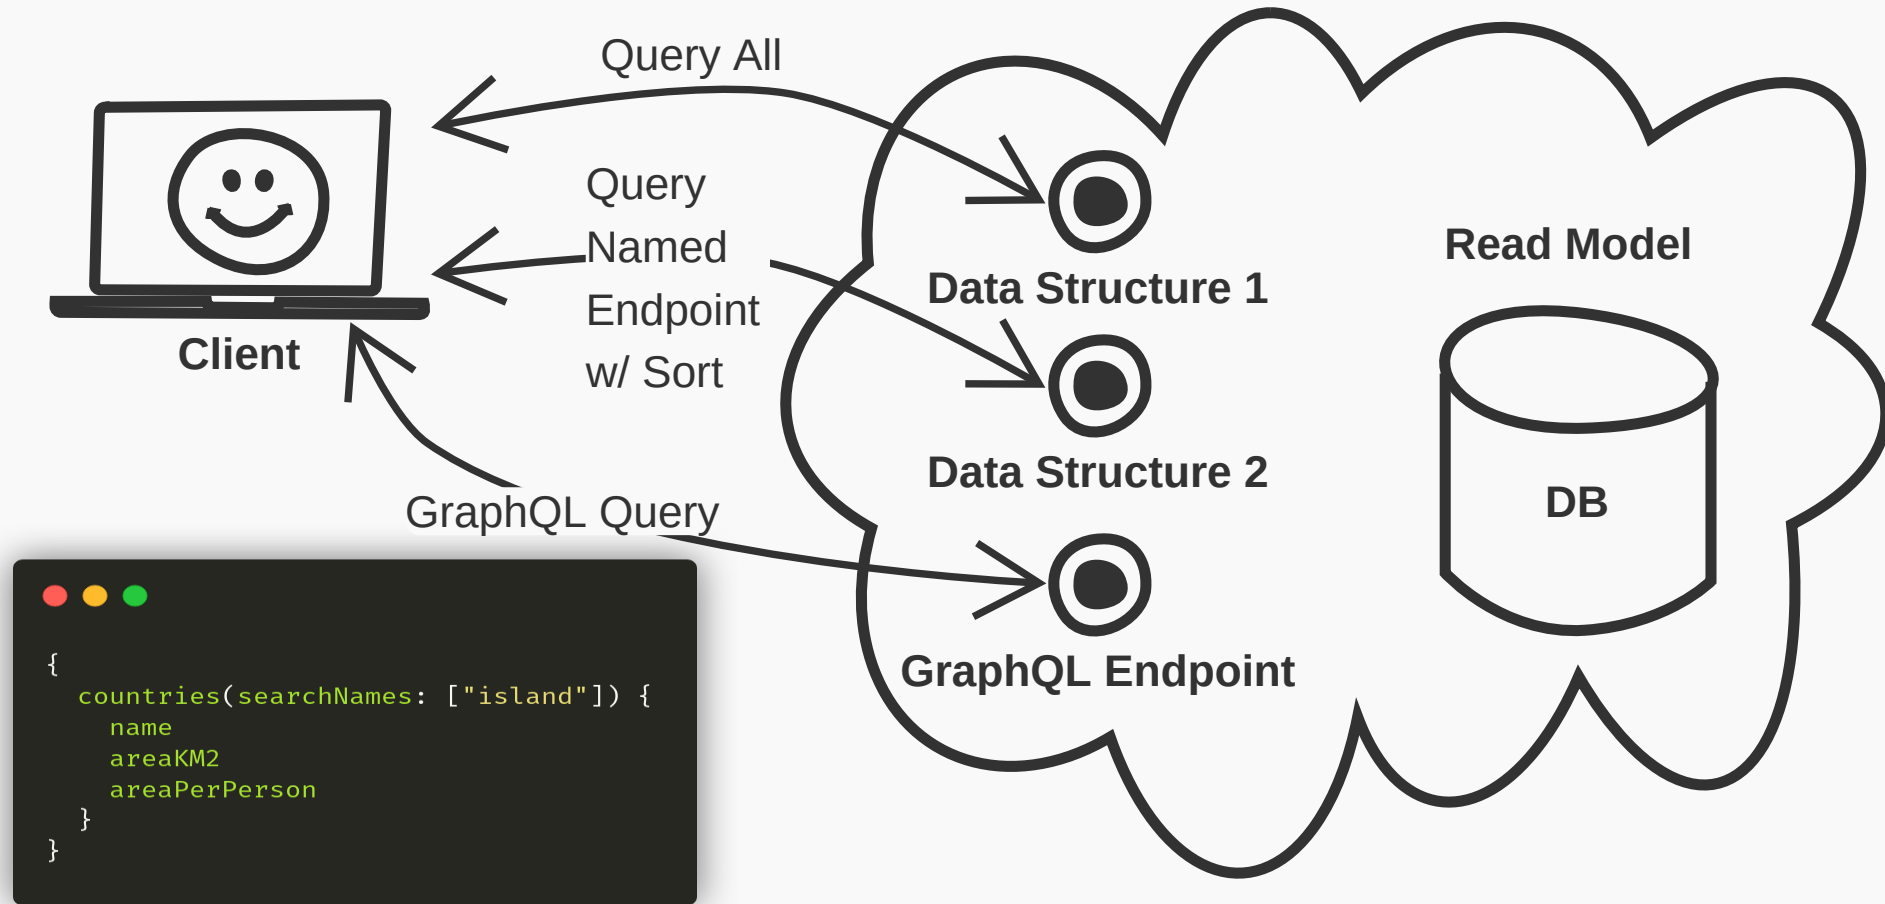 Query All
Query
Named
Endpoint
w/ Sort
Client
GraphQL Query
Data Structure 1
Data Structure 2
GraphQL Endpoint
Read Model
DB
{
  countries(searchNames: ["island"]) {
    name
    areaKM2
    areaPerPerson
  }
}